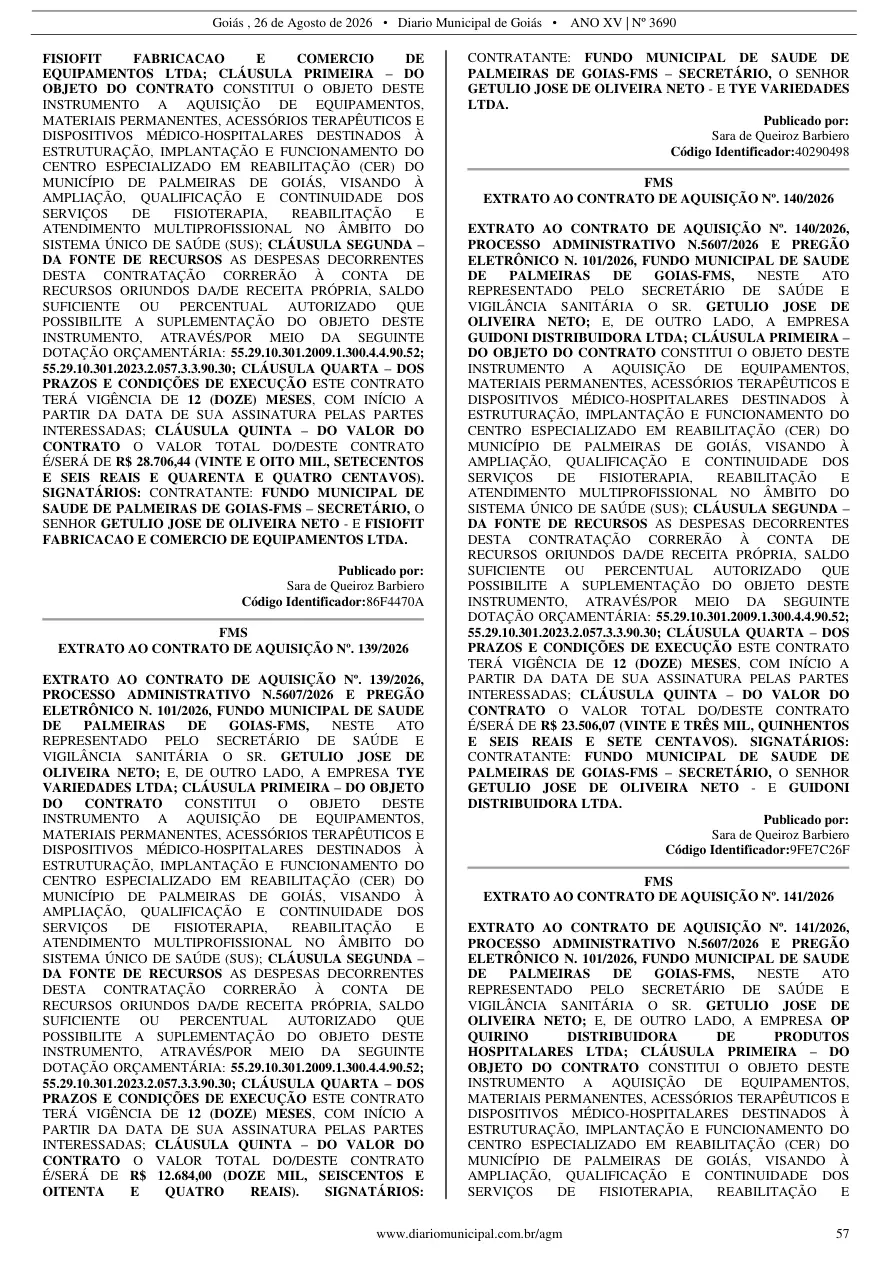 Goiás , 26 de Agosto de 2026 • Diario Municipal de Goiás • ANO XV | Nº 3690
FISIOFIT FABRICACAO E COMERCIO DE
EQUIPAMENTOS LTDA; CLÁUSULA PRIMEIRA – DO
OBJETO DO CONTRATO CONSTITUI O OBJETO DESTE
INSTRUMENTO A AQUISIÇÃO DE EQUIPAMENTOS,
MATERIAIS PERMANENTES, ACESSÓRIOS TERAPÊUTICOS E
DISPOSITIVOS MÉDICO-HOSPITALARES DESTINADOS À
ESTRUTURAÇÃO, IMPLANTAÇÃO E FUNCIONAMENTO DO
CENTRO ESPECIALIZADO EM REABILITAÇÃO (CER) DO
MUNICÍPIO DE PALMEIRAS DE GOIÁS, VISANDO À
AMPLIAÇÃO, QUALIFICAÇÃO E CONTINUIDADE DOS
SERVIÇOS DE FISIOTERAPIA, REABILITAÇÃO E
ATENDIMENTO MULTIPROFISSIONAL NO ÂMBITO DO
SISTEMA ÚNICO DE SAÚDE (SUS); CLÁUSULA SEGUNDA –
DA FONTE DE RECURSOS AS DESPESAS DECORRENTES
DESTA CONTRATAÇÃO CORRERÃO À CONTA DE
RECURSOS ORIUNDOS DA/DE RECEITA PRÓPRIA, SALDO
SUFICIENTE OU PERCENTUAL AUTORIZADO QUE
POSSIBILITE A SUPLEMENTAÇÃO DO OBJETO DESTE
INSTRUMENTO, ATRAVÉS/POR MEIO DA SEGUINTE
DOTAÇÃO ORÇAMENTÁRIA: 55.29.10.301.2009.1.300.4.4.90.52;
55.29.10.301.2023.2.057.3.3.90.30; CLÁUSULA QUARTA – DOS
PRAZOS E CONDIÇÕES DE EXECUÇÃO ESTE CONTRATO
TERÁ VIGÊNCIA DE 12 (DOZE) MESES, COM INÍCIO A
PARTIR DA DATA DE SUA ASSINATURA PELAS PARTES
INTERESSADAS; CLÁUSULA QUINTA – DO VALOR DO
CONTRATO O VALOR TOTAL DO/DESTE CONTRATO
É/SERÁ DE R$ 28.706,44 (VINTE E OITO MIL, SETECENTOS
E SEIS REAIS E QUARENTA E QUATRO CENTAVOS).
SIGNATÁRIOS: CONTRATANTE: FUNDO MUNICIPAL DE
SAUDE DE PALMEIRAS DE GOIAS-FMS – SECRETÁRIO, O
SENHOR GETULIO JOSE DE OLIVEIRA NETO - E FISIOFIT
FABRICACAO E COMERCIO DE EQUIPAMENTOS LTDA.
Publicado por:
Sara de Queiroz Barbiero
Código Identificador:86F4470A
FMS
EXTRATO AO CONTRATO DE AQUISIÇÃO Nº. 139/2026
EXTRATO AO CONTRATO DE AQUISIÇÃO Nº. 139/2026,
PROCESSO ADMINISTRATIVO N.5607/2026 E PREGÃO
ELETRÔNICO N. 101/2026, FUNDO MUNICIPAL DE SAUDE
DE PALMEIRAS DE GOIAS-FMS, NESTE ATO
REPRESENTADO PELO SECRETÁRIO DE SAÚDE E
VIGILÂNCIA SANITÁRIA O SR. GETULIO JOSE DE
OLIVEIRA NETO; E, DE OUTRO LADO, A EMPRESA TYE
VARIEDADES LTDA; CLÁUSULA PRIMEIRA – DO OBJETO
DO CONTRATO CONSTITUI O OBJETO DESTE
INSTRUMENTO A AQUISIÇÃO DE EQUIPAMENTOS,
MATERIAIS PERMANENTES, ACESSÓRIOS TERAPÊUTICOS E
DISPOSITIVOS MÉDICO-HOSPITALARES DESTINADOS À
ESTRUTURAÇÃO, IMPLANTAÇÃO E FUNCIONAMENTO DO
CENTRO ESPECIALIZADO EM REABILITAÇÃO (CER) DO
MUNICÍPIO DE PALMEIRAS DE GOIÁS, VISANDO À
AMPLIAÇÃO, QUALIFICAÇÃO E CONTINUIDADE DOS
SERVIÇOS DE FISIOTERAPIA, REABILITAÇÃO E
ATENDIMENTO MULTIPROFISSIONAL NO ÂMBITO DO
SISTEMA ÚNICO DE SAÚDE (SUS); CLÁUSULA SEGUNDA –
DA FONTE DE RECURSOS AS DESPESAS DECORRENTES
DESTA CONTRATAÇÃO CORRERÃO À CONTA DE
RECURSOS ORIUNDOS DA/DE RECEITA PRÓPRIA, SALDO
SUFICIENTE OU PERCENTUAL AUTORIZADO QUE
POSSIBILITE A SUPLEMENTAÇÃO DO OBJETO DESTE
INSTRUMENTO, ATRAVÉS/POR MEIO DA SEGUINTE
DOTAÇÃO ORÇAMENTÁRIA: 55.29.10.301.2009.1.300.4.4.90.52;
55.29.10.301.2023.2.057.3.3.90.30; CLÁUSULA QUARTA – DOS
PRAZOS E CONDIÇÕES DE EXECUÇÃO ESTE CONTRATO
TERÁ VIGÊNCIA DE 12 (DOZE) MESES, COM INÍCIO A
PARTIR DA DATA DE SUA ASSINATURA PELAS PARTES
INTERESSADAS; CLÁUSULA QUINTA – DO VALOR DO
CONTRATO O VALOR TOTAL DO/DESTE CONTRATO
É/SERÁ DE R$ 12.684,00 (DOZE MIL, SEISCENTOS E
OITENTA E QUATRO REAIS). SIGNATÁRIOS:
CONTRATANTE: FUNDO MUNICIPAL DE SAUDE DE
PALMEIRAS DE GOIAS-FMS – SECRETÁRIO, O SENHOR
GETULIO JOSE DE OLIVEIRA NETO - E TYE VARIEDADES
LTDA.
Publicado por:
Sara de Queiroz Barbiero
Código Identificador:40290498
FMS
EXTRATO AO CONTRATO DE AQUISIÇÃO Nº. 140/2026
EXTRATO AO CONTRATO DE AQUISIÇÃO Nº. 140/2026,
PROCESSO ADMINISTRATIVO N.5607/2026 E PREGÃO
ELETRÔNICO N. 101/2026, FUNDO MUNICIPAL DE SAUDE
DE PALMEIRAS DE GOIAS-FMS, NESTE ATO
REPRESENTADO PELO SECRETÁRIO DE SAÚDE E
VIGILÂNCIA SANITÁRIA O SR. GETULIO JOSE DE
OLIVEIRA NETO; E, DE OUTRO LADO, A EMPRESA
GUIDONI DISTRIBUIDORA LTDA; CLÁUSULA PRIMEIRA –
DO OBJETO DO CONTRATO CONSTITUI O OBJETO DESTE
INSTRUMENTO A AQUISIÇÃO DE EQUIPAMENTOS,
MATERIAIS PERMANENTES, ACESSÓRIOS TERAPÊUTICOS E
DISPOSITIVOS MÉDICO-HOSPITALARES DESTINADOS À
ESTRUTURAÇÃO, IMPLANTAÇÃO E FUNCIONAMENTO DO
CENTRO ESPECIALIZADO EM REABILITAÇÃO (CER) DO
MUNICÍPIO DE PALMEIRAS DE GOIÁS, VISANDO À
AMPLIAÇÃO, QUALIFICAÇÃO E CONTINUIDADE DOS
SERVIÇOS DE FISIOTERAPIA, REABILITAÇÃO E
ATENDIMENTO MULTIPROFISSIONAL NO ÂMBITO DO
SISTEMA ÚNICO DE SAÚDE (SUS); CLÁUSULA SEGUNDA –
DA FONTE DE RECURSOS AS DESPESAS DECORRENTES
DESTA CONTRATAÇÃO CORRERÃO À CONTA DE
RECURSOS ORIUNDOS DA/DE RECEITA PRÓPRIA, SALDO
SUFICIENTE OU PERCENTUAL AUTORIZADO QUE
POSSIBILITE A SUPLEMENTAÇÃO DO OBJETO DESTE
INSTRUMENTO, ATRAVÉS/POR MEIO DA SEGUINTE
DOTAÇÃO ORÇAMENTÁRIA: 55.29.10.301.2009.1.300.4.4.90.52;
55.29.10.301.2023.2.057.3.3.90.30; CLÁUSULA QUARTA – DOS
PRAZOS E CONDIÇÕES DE EXECUÇÃO ESTE CONTRATO
TERÁ VIGÊNCIA DE 12 (DOZE) MESES, COM INÍCIO A
PARTIR DA DATA DE SUA ASSINATURA PELAS PARTES
INTERESSADAS; CLÁUSULA QUINTA – DO VALOR DO
CONTRATO O VALOR TOTAL DO/DESTE CONTRATO
É/SERÁ DE R$ 23.506,07 (VINTE E TRÊS MIL, QUINHENTOS
E SEIS REAIS E SETE CENTAVOS). SIGNATÁRIOS:
CONTRATANTE: FUNDO MUNICIPAL DE SAUDE DE
PALMEIRAS DE GOIAS-FMS – SECRETÁRIO, O SENHOR
GETULIO JOSE DE OLIVEIRA NETO - E GUIDONI
DISTRIBUIDORA LTDA.
Publicado por:
Sara de Queiroz Barbiero
Código Identificador:9FE7C26F
FMS
EXTRATO AO CONTRATO DE AQUISIÇÃO Nº. 141/2026
EXTRATO AO CONTRATO DE AQUISIÇÃO Nº. 141/2026,
PROCESSO ADMINISTRATIVO N.5607/2026 E PREGÃO
ELETRÔNICO N. 101/2026, FUNDO MUNICIPAL DE SAUDE
DE PALMEIRAS DE GOIAS-FMS, NESTE ATO
REPRESENTADO PELO SECRETÁRIO DE SAÚDE E
VIGILÂNCIA SANITÁRIA O SR. GETULIO JOSE DE
OLIVEIRA NETO; E, DE OUTRO LADO, A EMPRESA OP
QUIRINO DISTRIBUIDORA DE PRODUTOS
HOSPITALARES LTDA; CLÁUSULA PRIMEIRA – DO
OBJETO DO CONTRATO CONSTITUI O OBJETO DESTE
INSTRUMENTO A AQUISIÇÃO DE EQUIPAMENTOS,
MATERIAIS PERMANENTES, ACESSÓRIOS TERAPÊUTICOS E
DISPOSITIVOS MÉDICO-HOSPITALARES DESTINADOS À
ESTRUTURAÇÃO, IMPLANTAÇÃO E FUNCIONAMENTO DO
CENTRO ESPECIALIZADO EM REABILITAÇÃO (CER) DO
MUNICÍPIO DE PALMEIRAS DE GOIÁS, VISANDO À
AMPLIAÇÃO, QUALIFICAÇÃO E CONTINUIDADE DOS
SERVIÇOS DE FISIOTERAPIA, REABILITAÇÃO E
www.diariomunicipal.com.br/agm
57